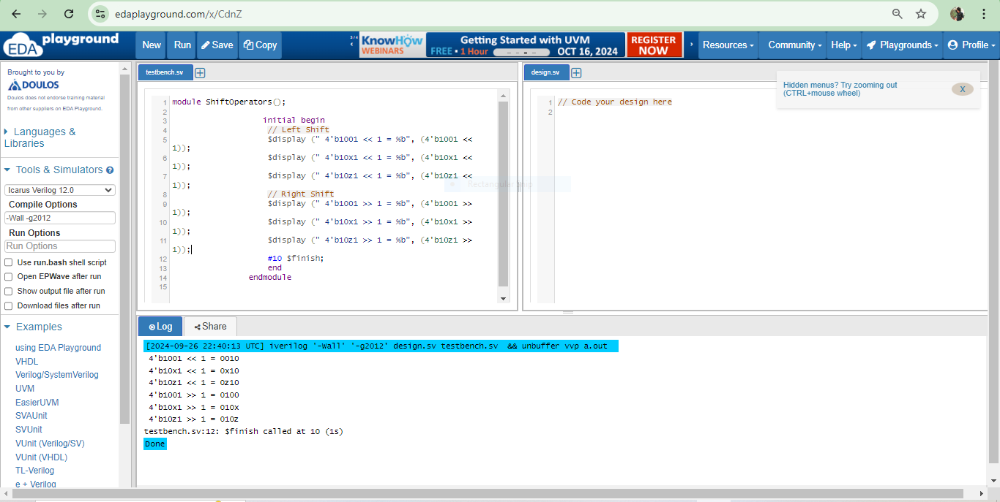 edaplayground.com/x/CdnZ
EDA playground
New
Run
Save
Copy
3/4
KnowHow
WEBINARS
Getting Started with UVM
FREE • 1 Hour
OCT 16, 2024
REGISTER
NOW
Resources
Community
Help
Playgrounds
Profile
Brought to you by
DOULOS
Doulos does not endorse training material
from other suppliers on EDA Playground.
Languages &
Libraries
Tools & Simulators
Icarus Verilog 12.0
Compile Options
-Wall -g2012
Run Options
Run Options
Use run.bash shell script
Open EPWave after run
Show output file after run
Download files after run
Examples
using EDA Playground
VHDL
Verilog/SystemVerilog
UVM
EasierUVM
SVAUnit
SVUnit
VUnit (Verilog/SV)
VUnit (VHDL)
TL-Verilog
e + Verilog
testbench.sv
1 module ShiftOperators();
2
3 initial begin
4 // Left Shift
5 $display (" 4'b1001 << 1 = %b", (4'b1001 <<
1));
6 $display (" 4'b10x1 << 1 = %b", (4'b10x1 <<
1));
7 $display (" 4'b10z1 << 1 = %b", (4'b10z1 <<
1));
8 // Right Shift
9 $display (" 4'b1001 >> 1 = %b", (4'b1001 >>
1));
10 $display (" 4'b10x1 >> 1 = %b", (4'b10x1 >>
1));
11 $display (" 4'b10z1 >> 1 = %b", (4'b10z1 >>
1));
12 #10 $finish;
13 end
14 endmodule
15
design.sv
1 // Code your design here
2
Hidden menus? Try zooming out
(CTRL+mouse wheel)
X
Rectangular Snip
Log
Share
[2024-09-26 22:40:13 UTC] iverilog '-Wall' '-g2012' design.sv testbench.sv && unbuffer vvp a.out
4'b1001 << 1 = 0010
4'b10x1 << 1 = 0x10
4'b10z1 << 1 = 0z10
4'b1001 >> 1 = 0100
4'b10x1 >> 1 = 010x
4'b10z1 >> 1 = 010z
testbench.sv:12: $finish called at 10 (1s)
Done